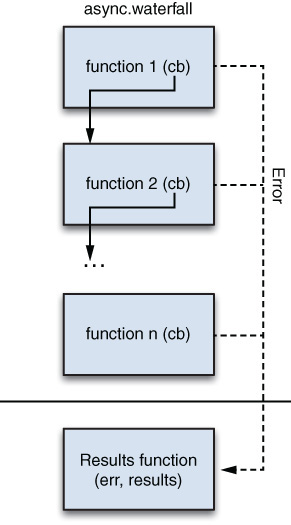 async.waterfall
function 1 (cb)
function 2 (cb)
Error
...
function n (cb)
Results function
(err, results)